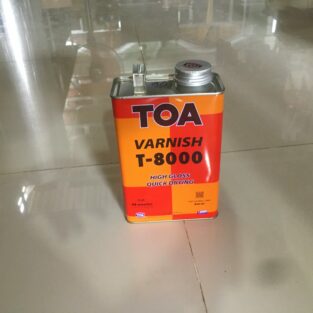 TOA
VARNISH
T-8000
HIGH GLOSS
QUICK DRYING